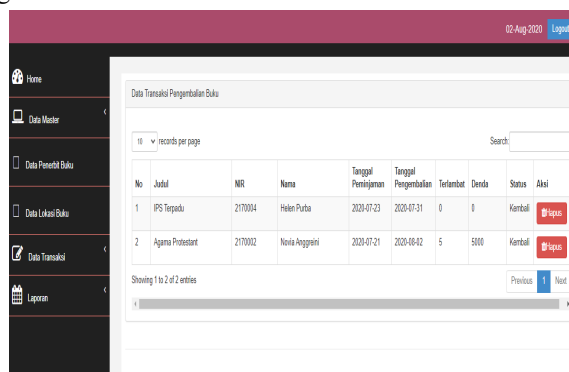 02-Aug-2020 Logout
Home
Data Master
Data Penerbit Buku
Data Lokasi Buku
Data Transaksi
Laporan
Data Transaksi Pengembalian Buku
10 records per page Search:
No Judul NIR Nama Tanggal Peminjaman Tanggal Pengembalian Terlambat Denda Status Aksi
1 IPS Terpadu 2170004 Helen Purba 2020-07-23 2020-07-31 0 0 Kembali Hapus
2 Agama Protestant 2170002 Novia Anggreini 2020-07-21 2020-08-02 5 5000 Kembali Hapus
Showing 1 to 2 of 2 entries Previous 1 Next